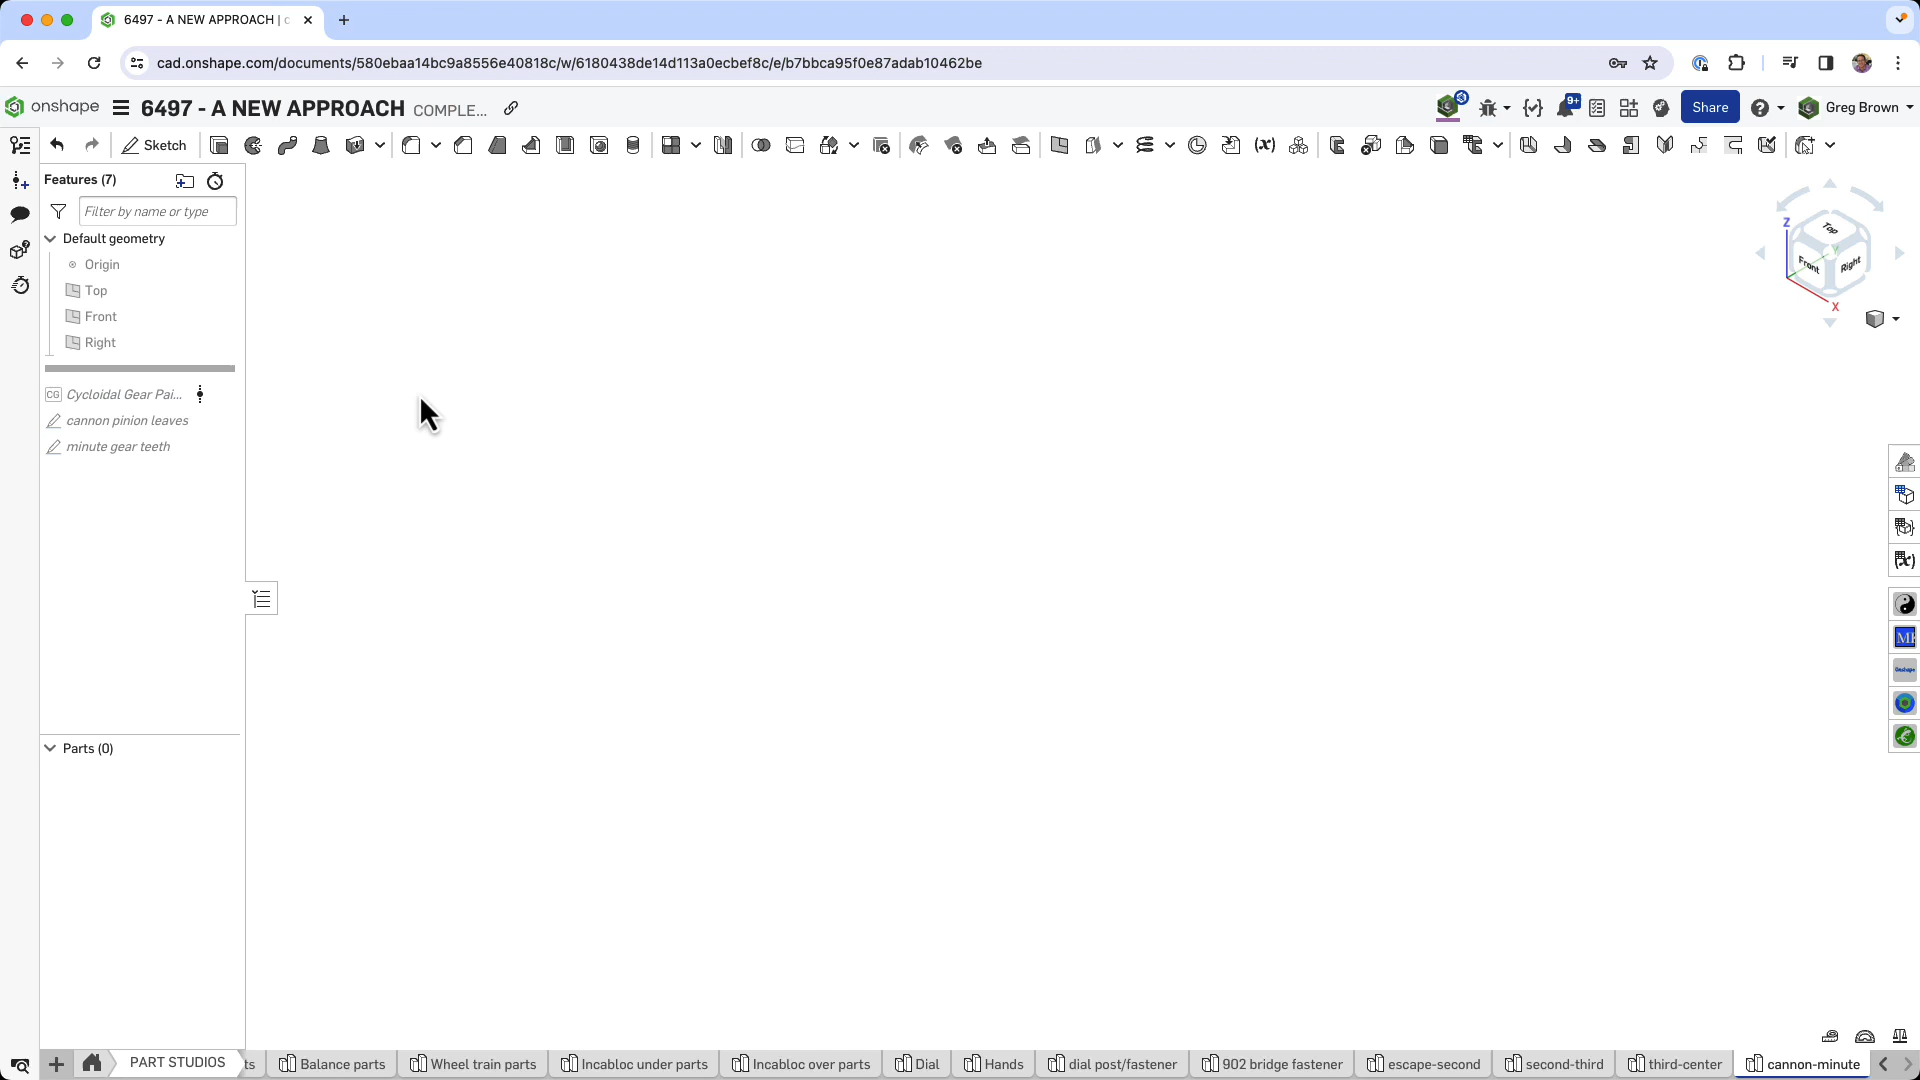 6497 - A NEW APPROACH | c
cad.onshape.com/documents/580ebaa14bc9a8556e40818c/w/6180438de14d113a0ecbef8c/e/b7bbca95f0e87adab10462be
onshape
6497 - A NEW APPROACH COMPLE...
9+
Share
Greg Brown
Sketch
(x)
Features (7)
Filter by name or type
Default geometry
Origin
Top
Front
Right
CG Cycloidal Gear Pai...
cannon pinion leaves
minute gear teeth
Z
Top
Front
Right
X
Parts (0)
PART STUDIOS
ts
Balance parts
Wheel train parts
Incabloc under parts
Incabloc over parts
Dial
Hands
dial post/fastener
902 bridge fastener
escape-second
second-third
third-center
cannon-minute